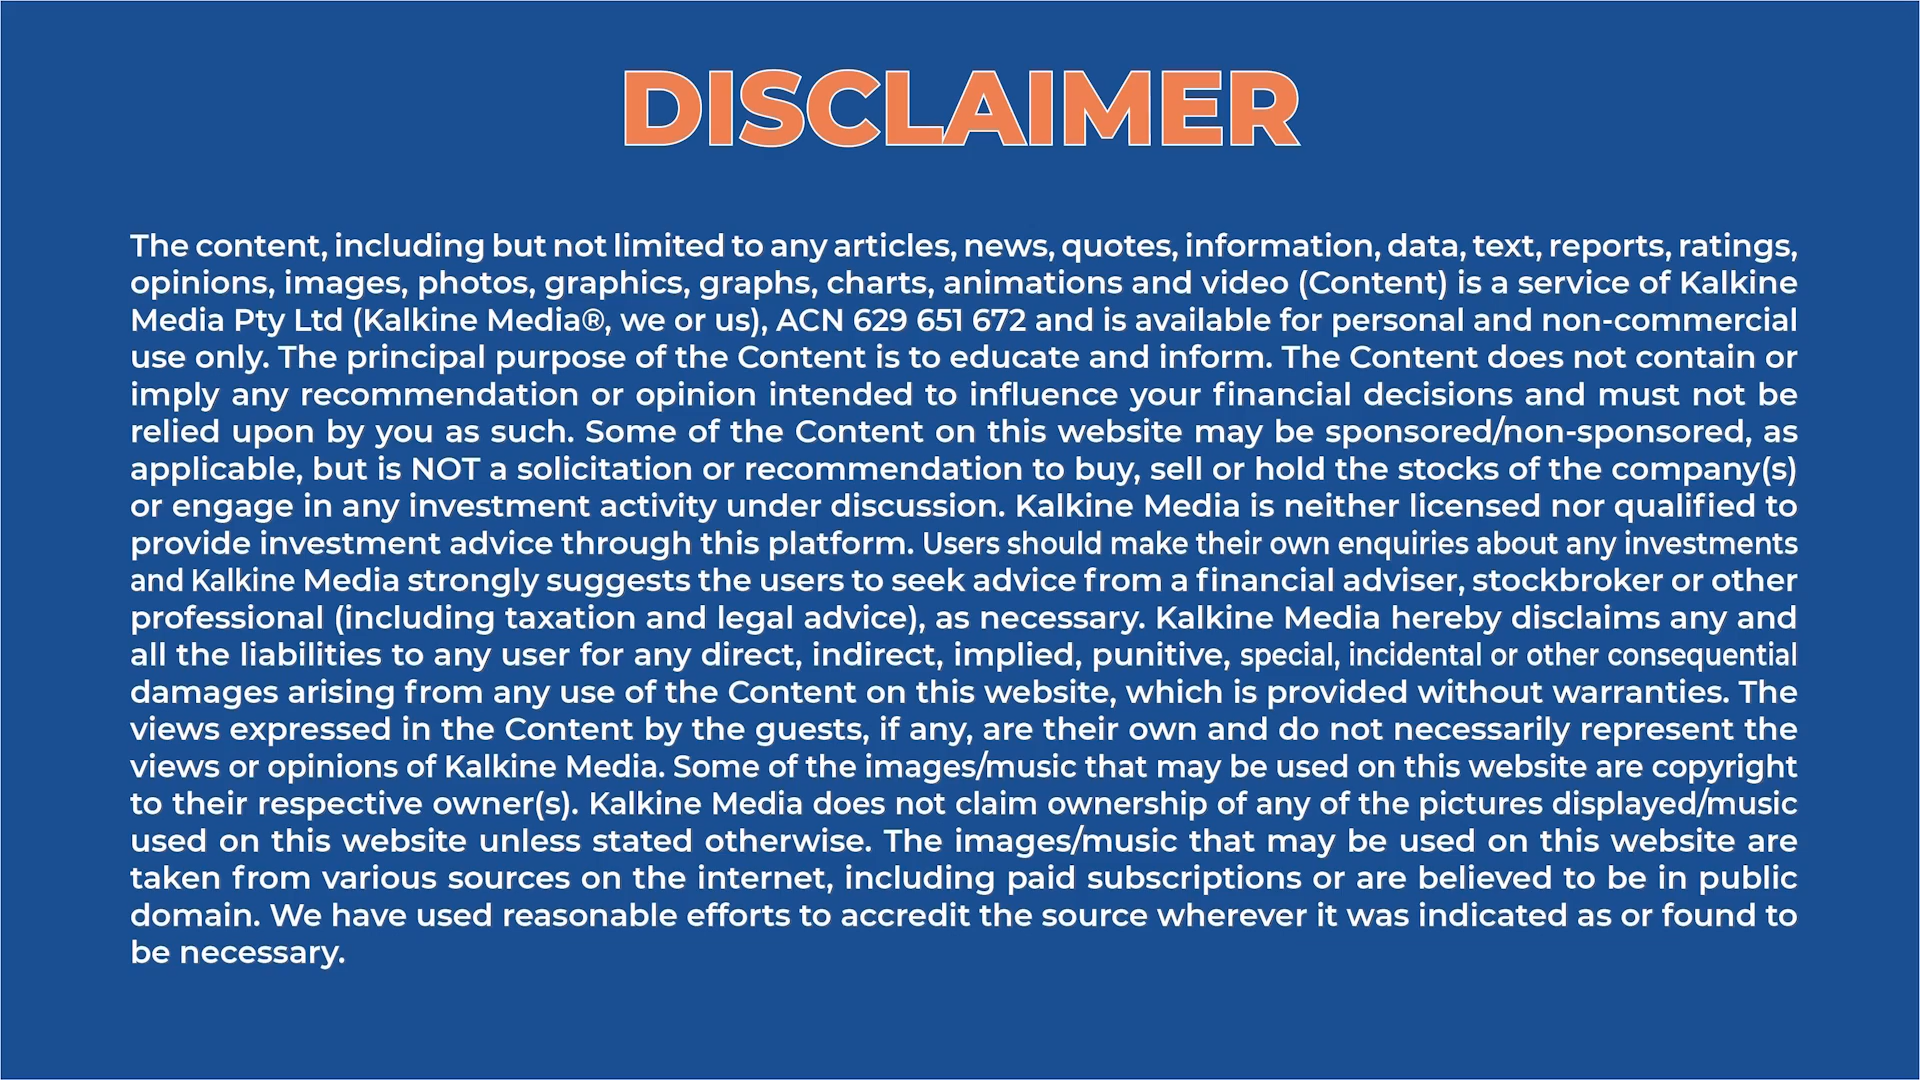 DISCLAIMER
The content, including but not limited to any articles, news, quotes, information, data, text, reports, ratings,
opinions, images, photos, graphics, graphs, charts, animations and video (Content) is a service of Kalkine
Media Pty Ltd (Kalkine Media®, we or us), ACN 629 651 672 and is available for personal and non-commercial
use only. The principal purpose of the Content is to educate and inform. The Content does not contain or
imply any recommendation or opinion intended to influence your financial decisions and must not be
relied upon by you as such. Some of the Content on this website may be sponsored/non-sponsored, as
applicable, but is NOT a solicitation or recommendation to buy, sell or hold the stocks of the company(s)
or engage in any investment activity under discussion. Kalkine Media is neither licensed nor qualified to
provide investment advice through this platform. Users should make their own enquiries about any investments
and Kalkine Media strongly suggests the users to seek advice from a financial adviser, stockbroker or other
professional (including taxation and legal advice), as necessary. Kalkine Media hereby disclaims any and
all the liabilities to any user for any direct, indirect, implied, punitive, special, incidental or other consequential
damages arising from any use of the Content on this website, which is provided without warranties. The
views expressed in the Content by the guests, if any, are their own and do not necessarily represent the
views or opinions of Kalkine Media. Some of the images/music that may be used on this website are copyright
to their respective owner(s). Kalkine Media does not claim ownership of any of the pictures displayed/music
used on this website unless stated otherwise. The images/music that may be used on this website are
taken from various sources on the internet, including paid subscriptions or are believed to be in public
domain. We have used reasonable efforts to accredit the source wherever it was indicated as or found to
be necessary.